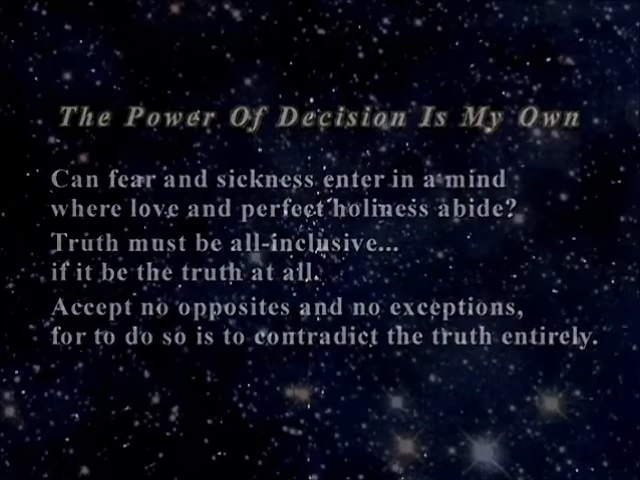 The Power Of Decision Is My Own
Can fear and sickness enter in a mind
where love and perfect holiness abide?
Truth must be all-inclusive...
if it be the truth at all.
Accept no opposites and no exceptions,
for to do so is to contradict the truth entirely.